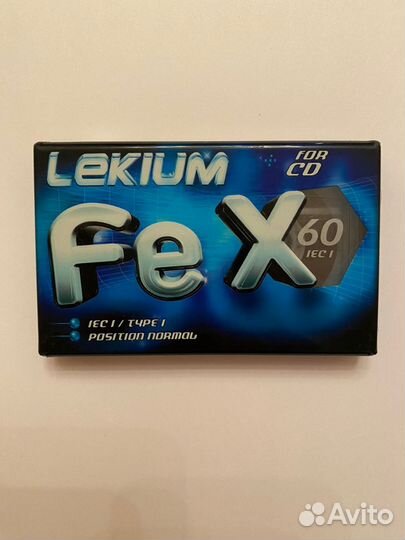 LEKIUM
FOR
CD
Fe X
60
IEC I
IEC I / TYPE I
POSITION NORMAL
Avito